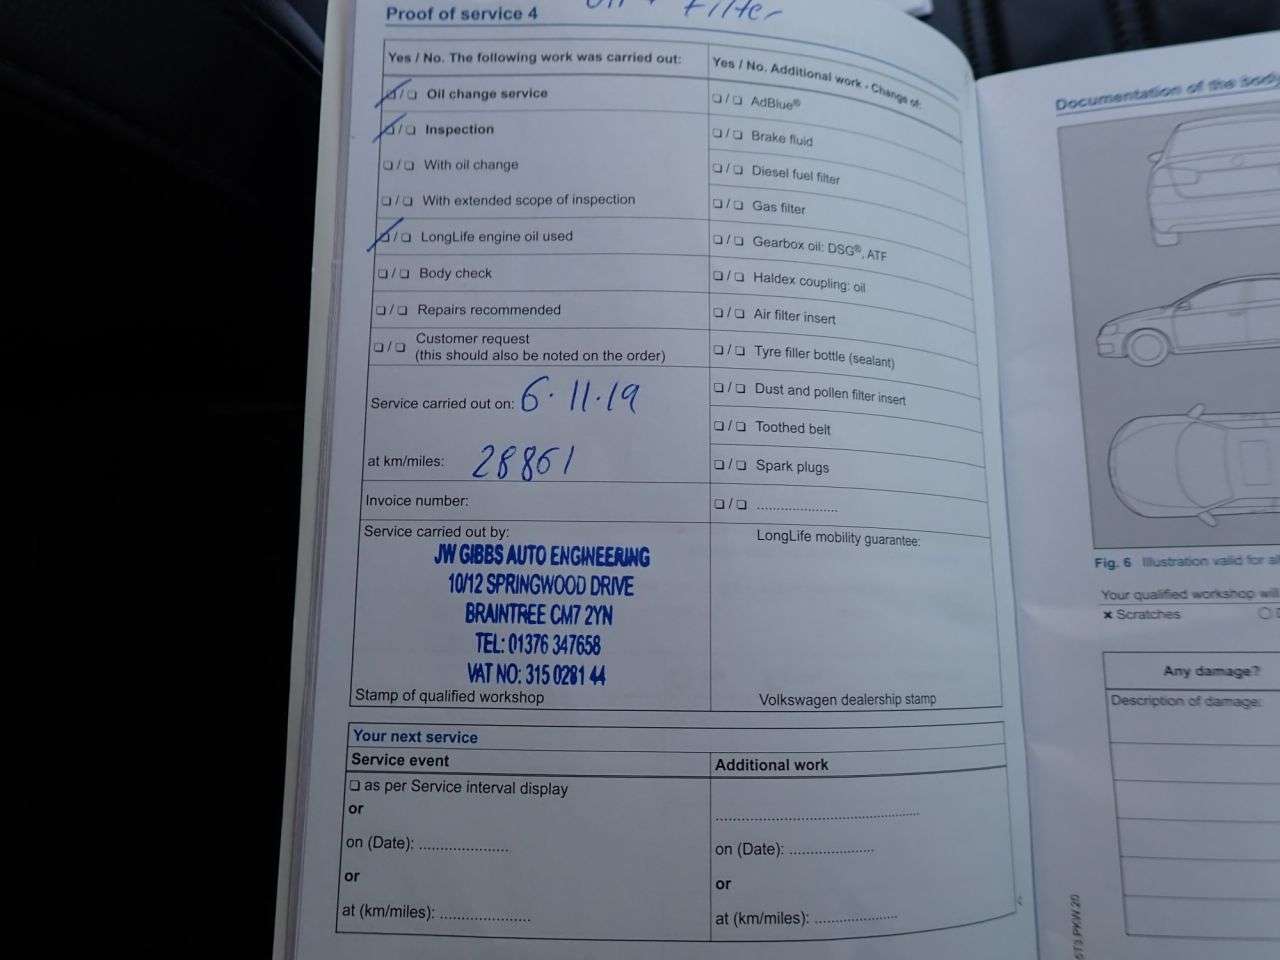 Proof of service 4
Oil + Filter
Yes / No. The following work was carried out:
❑ / ❑ Oil change service
❑ / ❑ Inspection
❑ / ❑ With oil change
❑ / ❑ With extended scope of inspection
❑ / ❑ LongLife engine oil used
❑ / ❑ Body check
❑ / ❑ Repairs recommended
❑ / ❑ Customer request
(this should also be noted on the order)
Service carried out on: 6.11.19
at km/miles: 28861
Invoice number:
Service carried out by:
JW GIBBS AUTO ENGINEERING
10/12 SPRINGWOOD DRIVE
BRAINTREE CM7 2YN
TEL: 01376 347658
VAT NO: 315 0281 44
Stamp of qualified workshop
Yes / No. Additional work - Change of:
❑ / ❑ AdBlue®
❑ / ❑ Brake fluid
❑ / ❑ Diesel fuel filter
❑ / ❑ Gas filter
❑ / ❑ Gearbox oil: DSG®, ATF
❑ / ❑ Haldex coupling: oil
❑ / ❑ Air filter insert
❑ / ❑ Tyre filler bottle (sealant)
❑ / ❑ Dust and pollen filter insert
❑ / ❑ Toothed belt
❑ / ❑ Spark plugs
❑ / ❑ .....................
LongLife mobility guarantee:
Volkswagen dealership stamp
Your next service
Service event
❑ as per Service interval display
or
on (Date): .....................
or
at (km/miles): .....................
Additional work
................................................
on (Date): .....................
or
at (km/miles): .....................
Documentation of the body
Fig. 6 Illustration valid for
Your qualified workshop will
x Scratches
Any damage?
Description of damage: